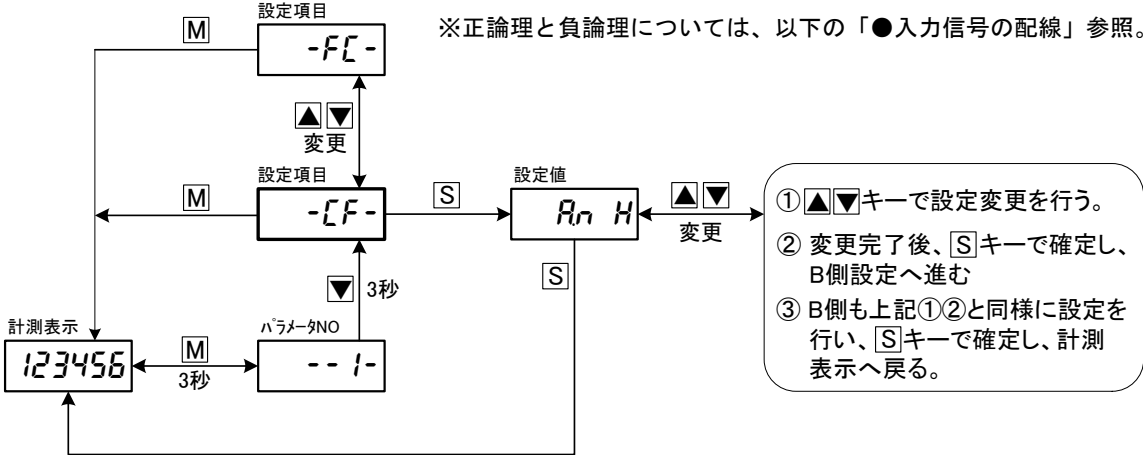 設定項目
M
-FC-
※正論理と負論理については、以下の「●入力信号の配線」参照。
▲▼
変更
設定項目
M
-CF-
S
設定値
A.n H
▲▼
変更
①▲▼キーで設定変更を行う。
② 変更完了後、Sキーで確定し、
B側設定へ進む
③ B側も上記①②と同様に設定を
行い、Sキーで確定し、計測
表示へ戻る。
▼ 3秒
S
計測表示
123456
M
3秒
パラメータNO
--1-